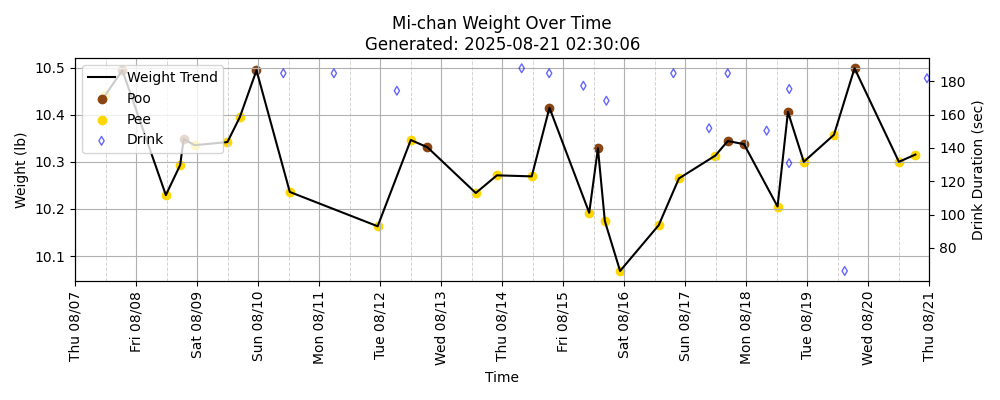 Mi-chan Weight Over Time
Generated: 2025-08-21 02:30:06
Weight (lb)
10.5
10.4
10.3
10.2
10.1
Weight Trend
Poo
Pee
Drink
180
160
140
120
100
80
Drink Duration (sec)
Thu 08/07
Fri 08/08
Sat 08/09
Sun 08/10
Mon 08/11
Tue 08/12
Wed 08/13
Thu 08/14
Fri 08/15
Sat 08/16
Sun 08/17
Mon 08/18
Tue 08/19
Wed 08/20
Thu 08/21
Time